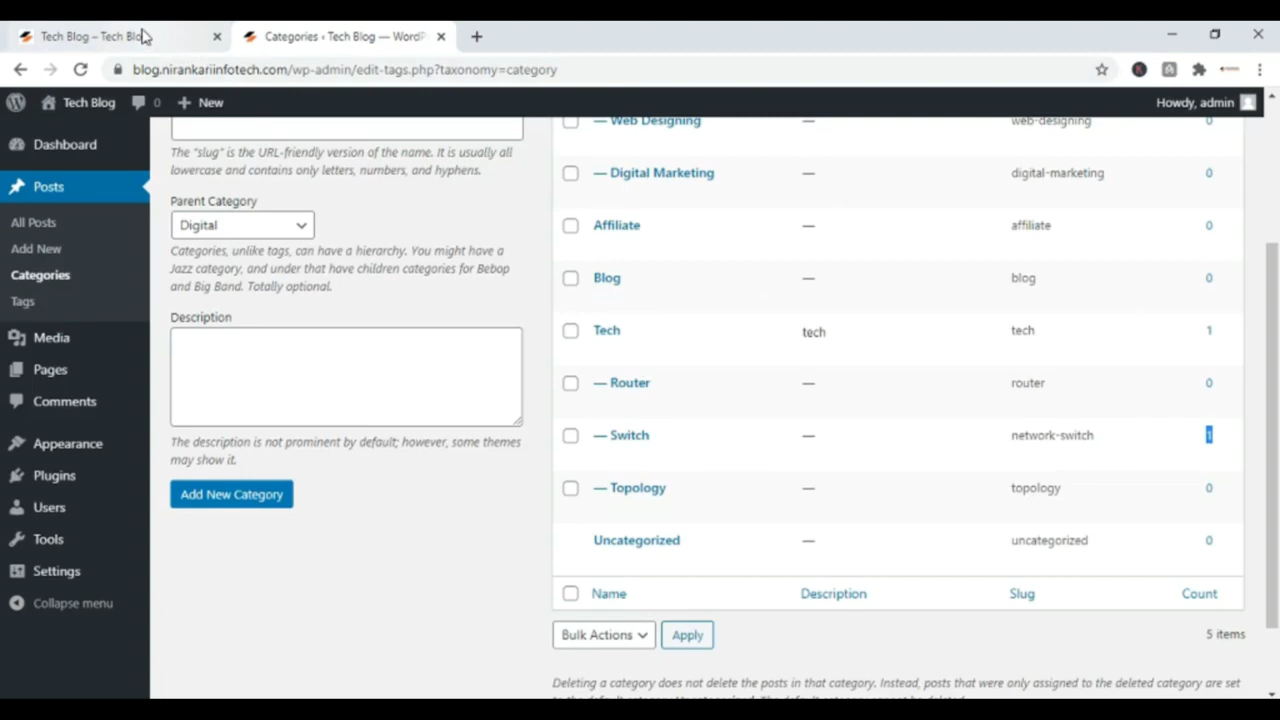 Tech Blog – Tech Blo
Categories ‹ Tech Blog — WordP
blog.nirankariinfotech.com/wp-admin/edit-tags.php?taxonomy=category
Tech Blog
0
New
Howdy, admin
Dashboard
Posts
All Posts
Add New
Categories
Tags
Media
Pages
Comments
Appearance
Plugins
Users
Tools
Settings
Collapse menu
The "slug" is the URL-friendly version of the name. It is usually all
lowercase and contains only letters, numbers, and hyphens.
Parent Category
Digital
Categories, unlike tags, can have a hierarchy. You might have a
Jazz category, and under that have children categories for Bebop
and Big Band. Totally optional.
Description
The description is not prominent by default; however, some themes
may show it.
Add New Category
— Web Designing — web-designing 0
— Digital Marketing — digital-marketing 0
Affiliate — affiliate 0
Blog — blog 0
Tech tech tech 1
— Router — router 0
— Switch — network-switch 1
— Topology — topology 0
Uncategorized — uncategorized 0
Name Description Slug Count
Bulk Actions Apply 5 items
Deleting a category does not delete the posts in that category. Instead, posts that were only assigned to the deleted category are set